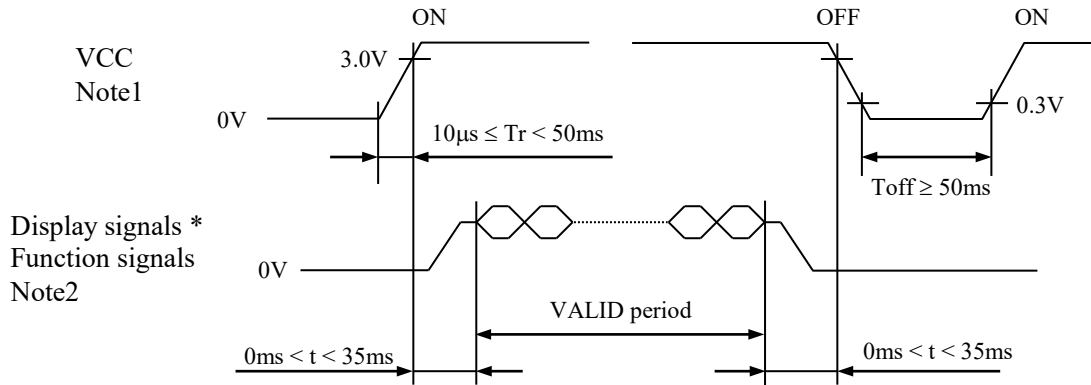 ON
OFF
ON
VCC
Note1
3.0V
0V
0.3V
10μs ≤ Tr < 50ms
Toff ≥ 50ms
Display signals *
Function signals
Note2
0V
VALID period
0ms < t < 35ms
0ms < t < 35ms